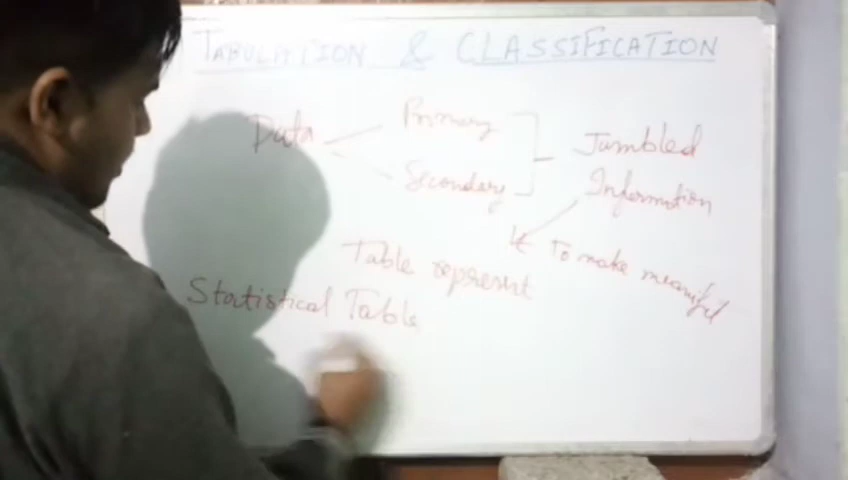 TABULATION & CLASSIFICATION
Data
Primary
Secondary
Jumbled
Information
To make meaningful
Table represent
Statistical Table